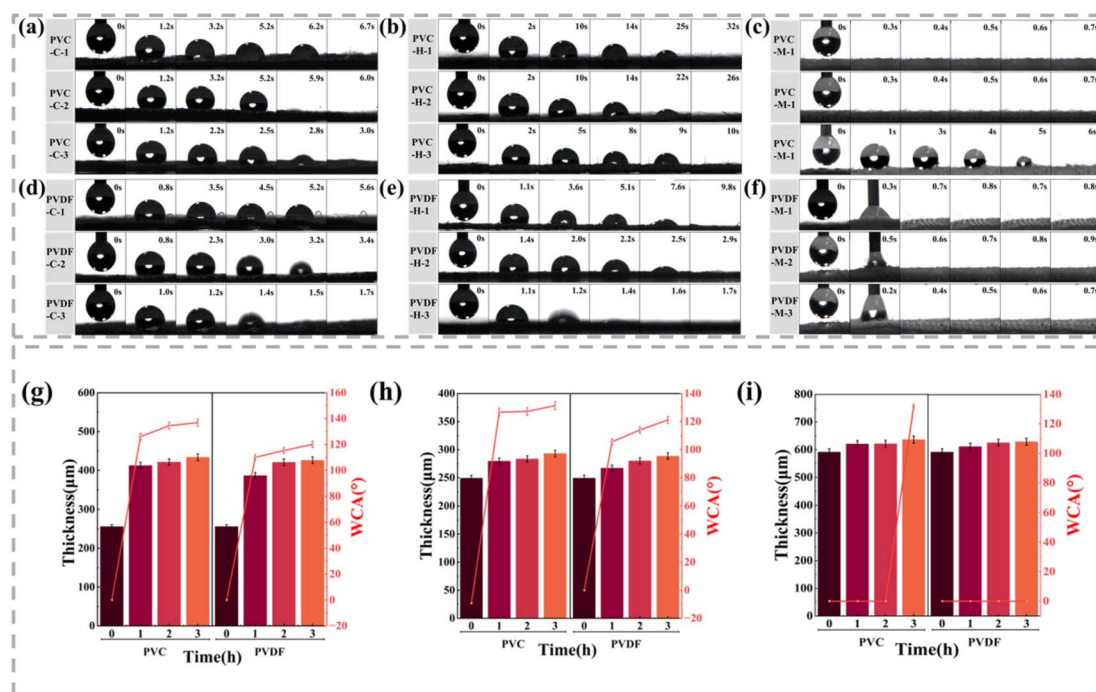 (a)
PVC
-C-1
0s 1.2s 3.2s 5.2s 6.2s 6.7s
PVC
-C-2
0s 1.2s 3.2s 5.2s 5.9s 6.0s
PVC
-C-3
0s 1.2s 2.2s 2.5s 2.8s 3.0s
(b)
PVC
-H-1
0s 2s 10s 14s 25s 32s
PVC
-H-2
0s 2s 10s 14s 22s 26s
PVC
-H-3
0s 2s 5s 8s 9s 10s
(c)
PVC
-M-1
0s 0.3s 0.4s 0.5s 0.6s 0.7s
PVC
-M-1
0s 0.3s 0.4s 0.5s 0.6s 0.7s
PVC
-M-1
0s 1s 3s 4s 5s 6s
(d)
PVDF
-C-1
0s 0.8s 3.5s 4.5s 5.2s 5.6s
PVDF
-C-2
0s 0.8s 2.3s 3.0s 3.2s 3.4s
PVDF
-C-3
0s 1.0s 1.2s 1.4s 1.5s 1.7s
(e)
PVDF
-H-1
0s 1.1s 3.6s 5.1s 7.6s 9.8s
PVDF
-H-2
0s 1.4s 2.0s 2.2s 2.5s 2.9s
PVDF
-H-3
0s 1.1s 1.2s 1.4s 1.6s 1.7s
(f)
PVDF
-M-1
0s 0.3s 0.7s 0.8s 0.7s 0.8s
PVDF
-M-2
0s 0.5s 0.6s 0.7s 0.8s 0.9s
PVDF
-M-3
0s 0.2s 0.4s 0.5s 0.6s 0.7s
(g)
Thickness(μm)
600
500
400
300
200
100
0
WCA(°)
160
140
120
100
80
60
40
20
0
−20
0 1 2 3 0 1 2 3
PVC Time(h) PVDF
(h)
Thickness(μm)
400
350
300
250
200
150
100
50
0
WCA(°)
140
120
100
80
60
40
20
0
−20
0 1 2 3 0 1 2 3
PVC Time(h) PVDF
(i)
Thickness(μm)
800
700
600
500
400
300
200
100
0
WCA(°)
140
120
100
80
60
40
20
0
0 1 2 3 0 1 2 3
PVC Time(h) PVDF